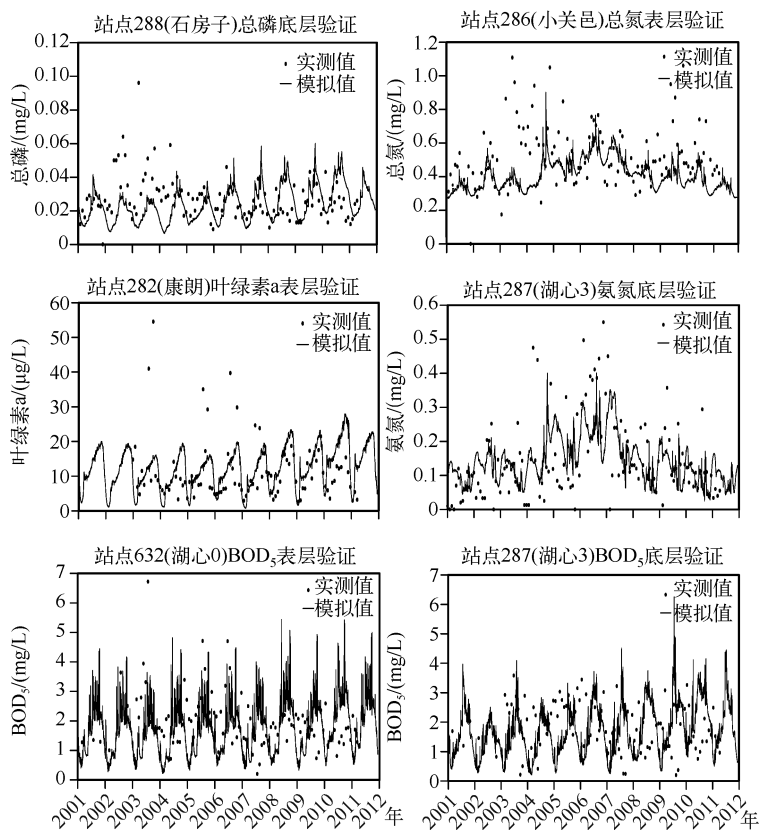 站点288(石房子)总磷底层验证
总磷/(mg/L)
0.12
0.10
0.08
0.06
0.04
0.02
0
实测值
模拟值
站点286(小关邑)总氮表层验证
总氮/(mg/L)
1.2
1.0
0.8
0.6
0.4
0.2
0
实测值
模拟值
站点282(康朗)叶绿素a表层验证
叶绿素a/(μg/L)
60
50
40
30
20
10
0
实测值
模拟值
站点287(湖心3)氨氮底层验证
氨氮/(mg/L)
0.6
0.5
0.4
0.3
0.2
0.1
0
实测值
模拟值
站点632(湖心0)BOD₅表层验证
BOD₅/(mg/L)
7
6
5
4
3
2
1
0
实测值
模拟值
2001 2002 2003 2004 2005 2006 2007 2008 2009 2010 2011 2012 年
站点287(湖心3)BOD₅底层验证
BOD₅/(mg/L)
7
6
5
4
3
2
1
0
实测值
模拟值
2001 2002 2003 2004 2005 2006 2007 2008 2009 2010 2011 2012 年